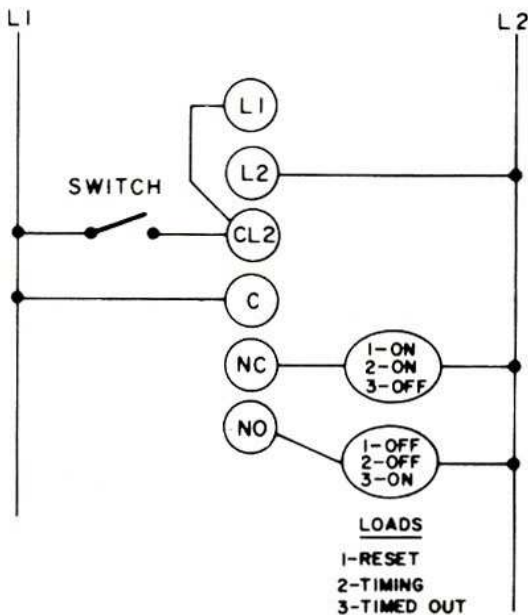 L1
L2
L1
L2
SWITCH
CL2
C
NC
1-ON
2-ON
3-OFF
NO
1-OFF
2-OFF
3-ON
LOADS
1-RESET
2-TIMING
3-TIMED OUT